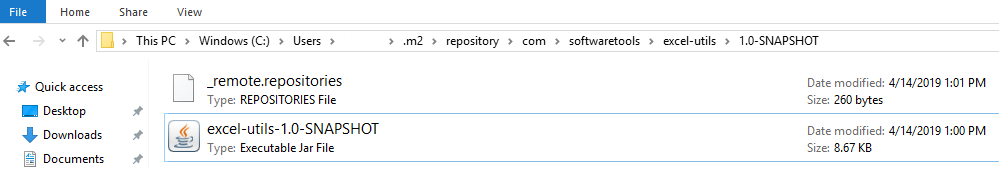 File Home Share View
This PC Windows (C:) Users .m2 repository com softwaretools excel-utils 1.0-SNAPSHOT
Quick access
Desktop
Downloads
Documents
_remote.repositories
Type: REPOSITORIES File
Date modified: 4/14/2019 1:01 PM
Size: 260 bytes
excel-utils-1.0-SNAPSHOT
Type: Executable Jar File
Date modified: 4/14/2019 1:00 PM
Size: 8.67 KB